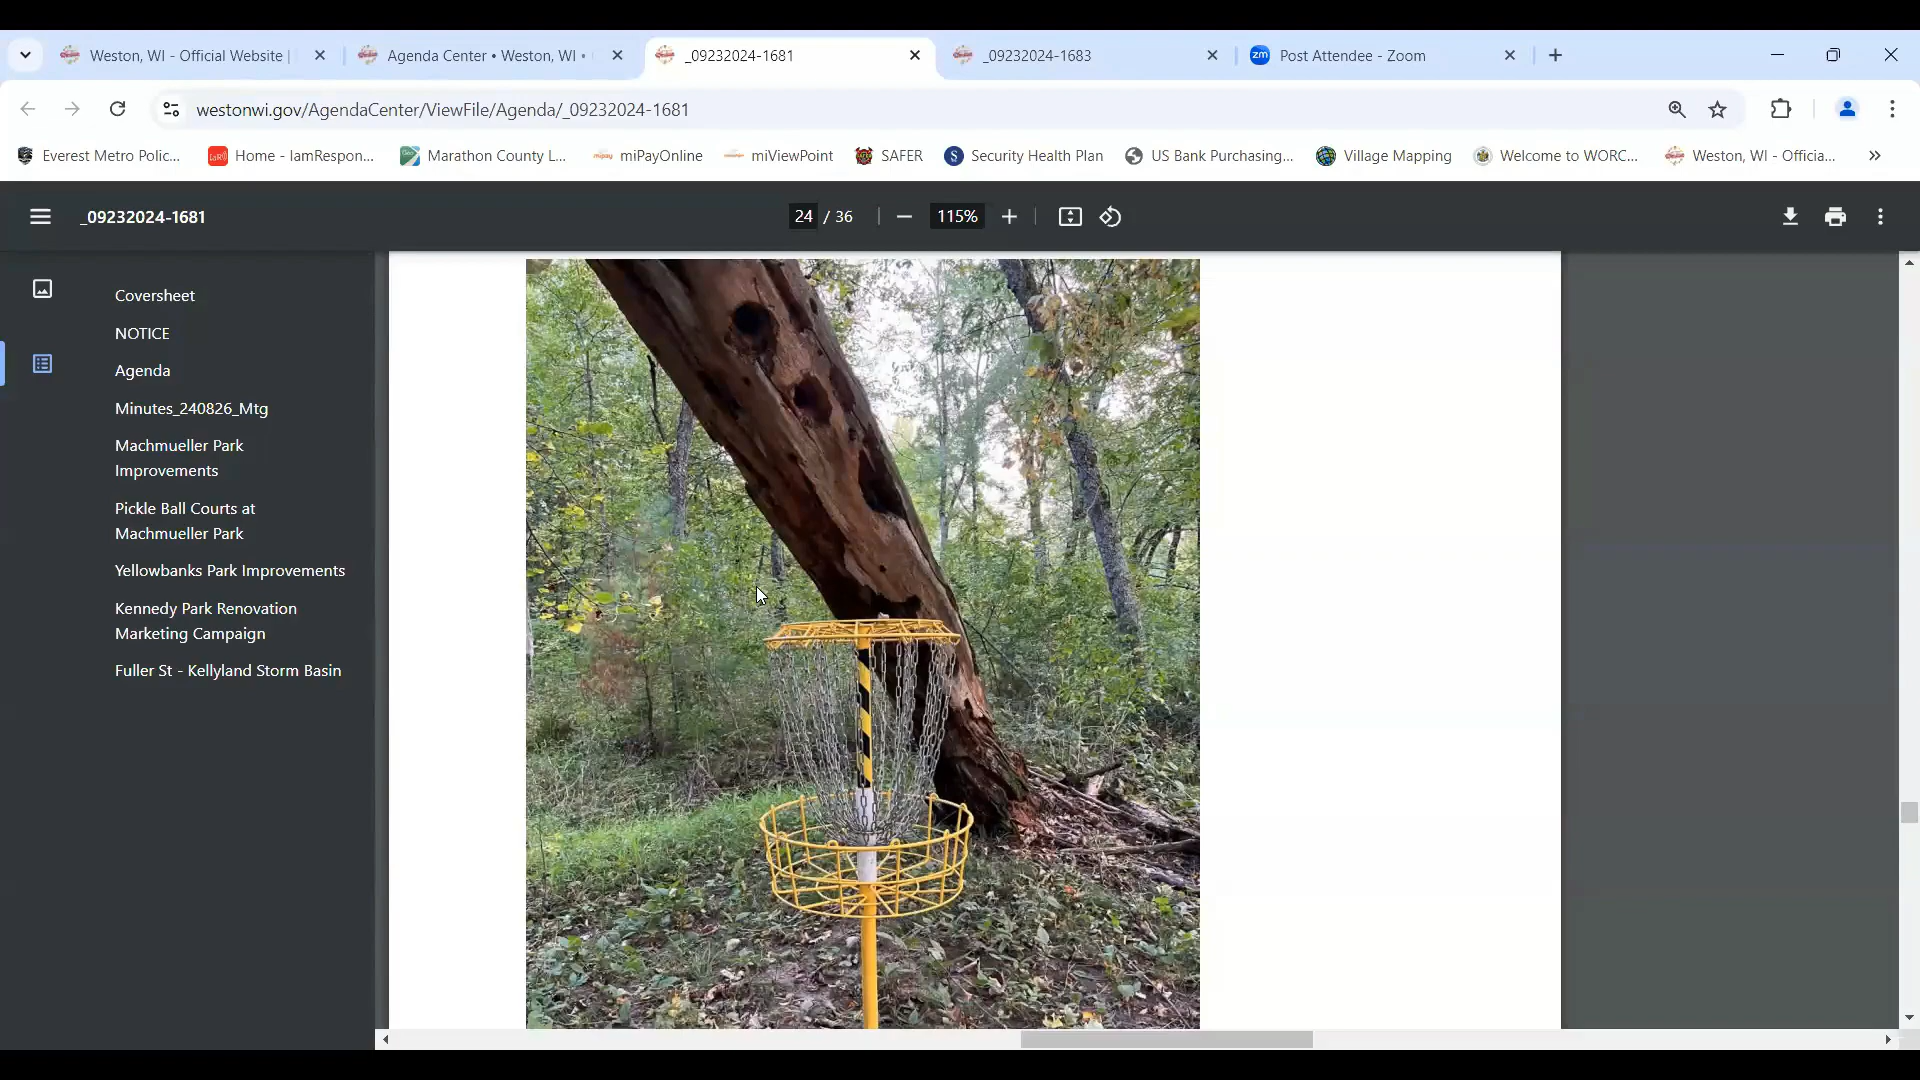 Weston, WI - Official Website |
Agenda Center • Weston, WI •
_09232024-1681
_09232024-1683
zm Post Attendee - Zoom
westonwi.gov/AgendaCenter/ViewFile/Agenda/_09232024-1681
Everest Metro Polic...
Home - IamRespon...
Marathon County L...
miPayOnline
miViewPoint
SAFER
Security Health Plan
US Bank Purchasing...
Village Mapping
Welcome to WORC...
Weston, WI - Officia...
_09232024-1681
24 / 36
115%
Coversheet
NOTICE
Agenda
Minutes_240826_Mtg
Machmueller Park
Improvements
Pickle Ball Courts at
Machmueller Park
Yellowbanks Park Improvements
Kennedy Park Renovation
Marketing Campaign
Fuller St - Kellyland Storm Basin